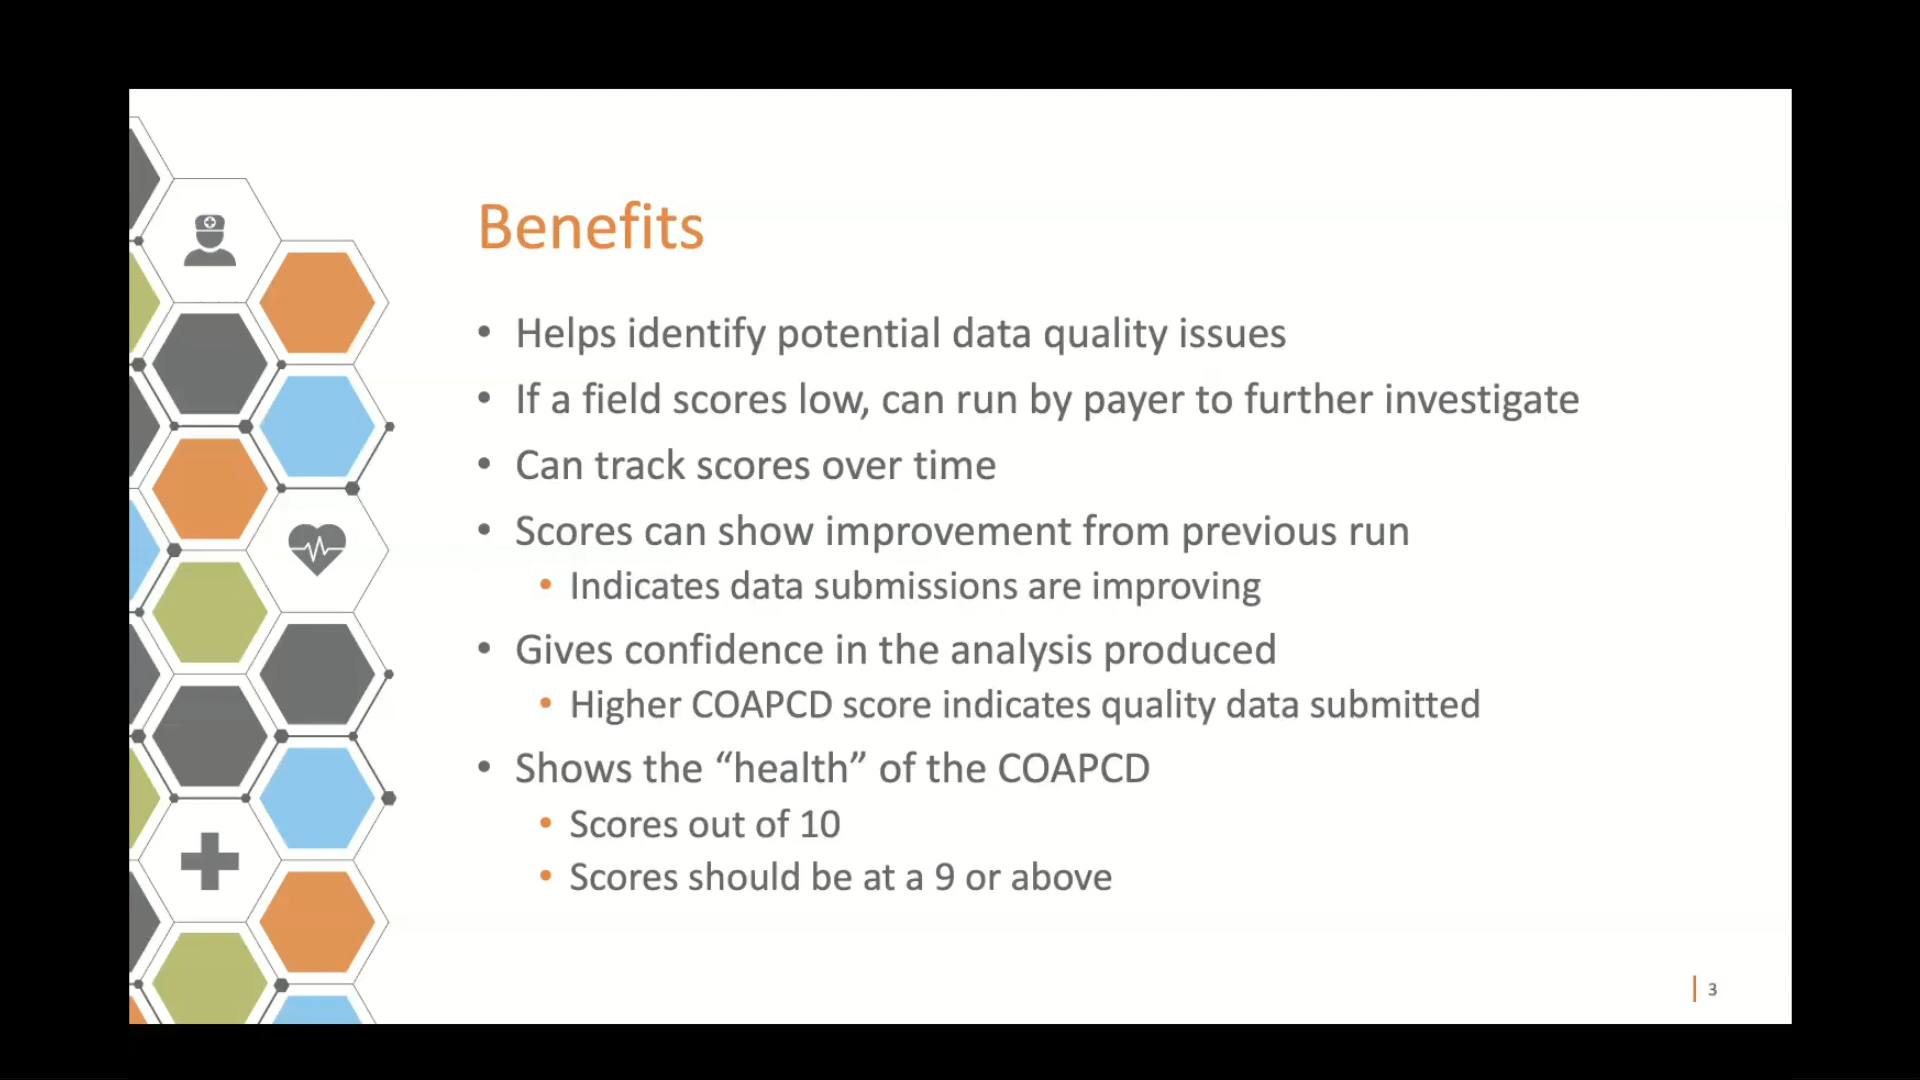 Benefits
• Helps identify potential data quality issues
• If a field scores low, can run by payer to further investigate
• Can track scores over time
• Scores can show improvement from previous run
• Indicates data submissions are improving
• Gives confidence in the analysis produced
• Higher COAPCD score indicates quality data submitted
• Shows the “health” of the COAPCD
• Scores out of 10
• Scores should be at a 9 or above
3